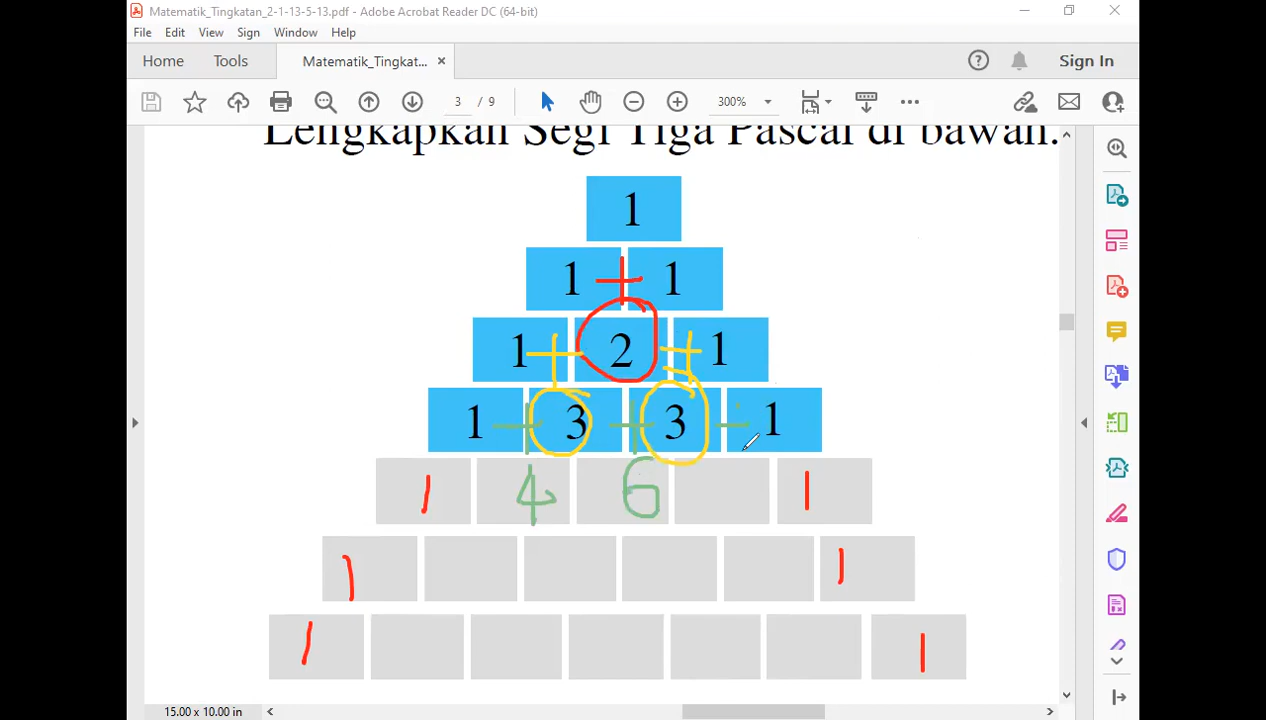 Matematik_Tingkatan_2-1-13-5-13.pdf - Adobe Acrobat Reader DC (64-bit)
File Edit View Sign Window Help
Home Tools Matematik_Tingkat... × Sign In
3 / 9 300%
Lengkapkan Segi Tiga Pascal di bawah.
1
1 + 1
1 + 2 + 1
1 + 3 + 3 - 1
1 4 6 1
1 1
1 1
15.00 x 10.00 in